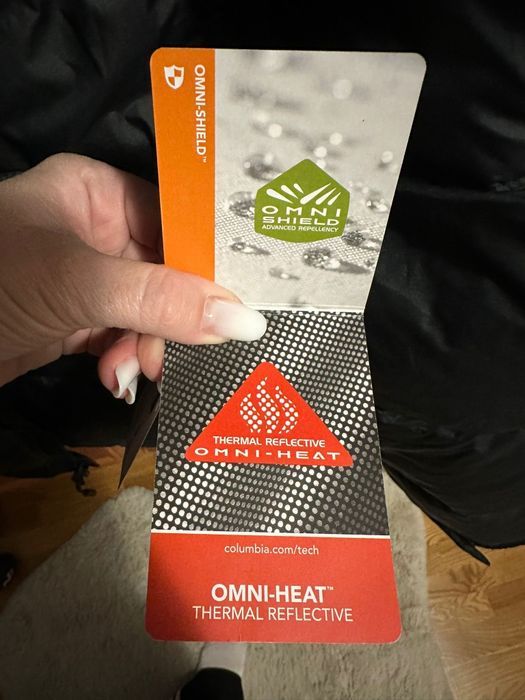 OMNI-SHIELD™
OMNI
SHIELD
ADVANCED REPELLENCY
THERMAL REFLECTIVE
OMNI-HEAT
columbia.com/tech
OMNI-HEAT™
THERMAL REFLECTIVE